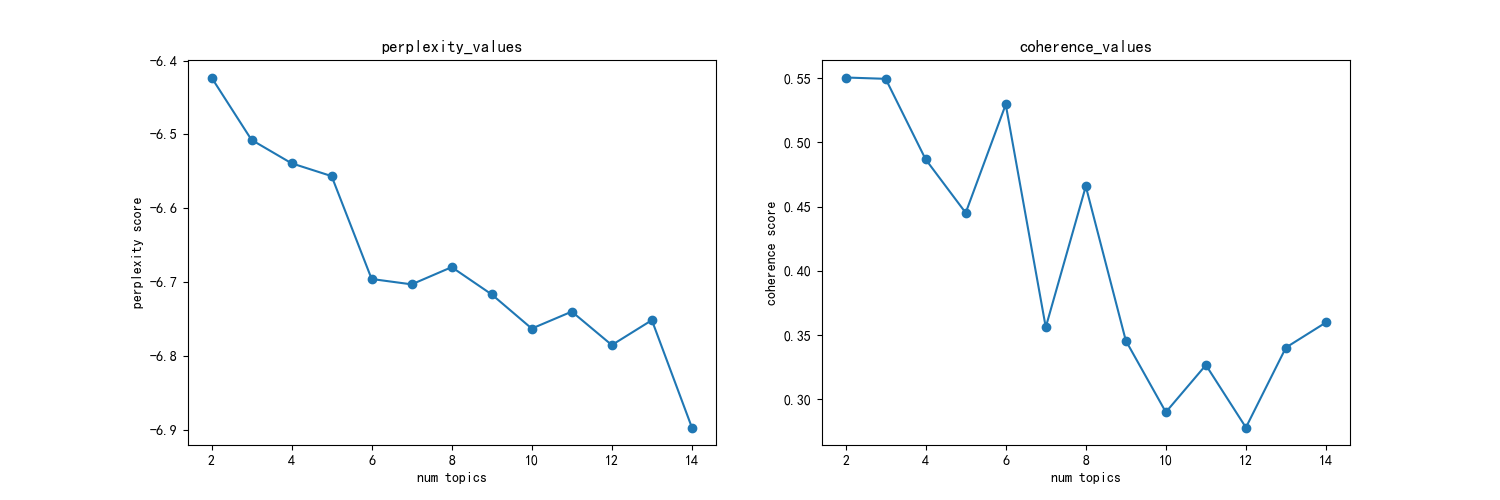 perplexity_values
−6.4
−6.5
−6.6
−6.7
−6.8
−6.9
perplexity score
2 4 6 8 10 12 14
num topics
coherence_values
0.55
0.50
0.45
0.40
0.35
0.30
coherence score
2 4 6 8 10 12 14
num topics